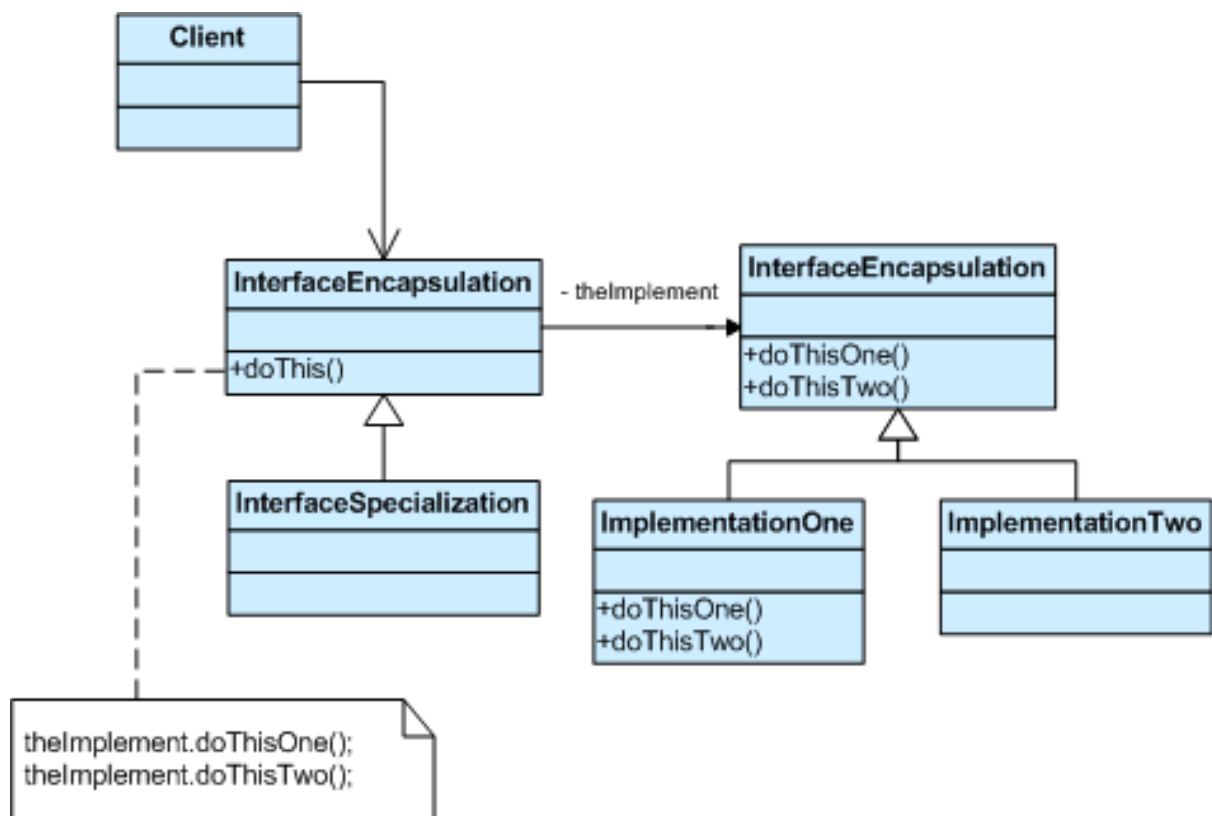 Client
InterfaceEncapsulation
+doThis()
- theImplement
InterfaceEncapsulation
+doThisOne()
+doThisTwo()
InterfaceSpecialization
ImplementationOne
+doThisOne()
+doThisTwo()
ImplementationTwo
theImplement.doThisOne();
theImplement.doThisTwo();